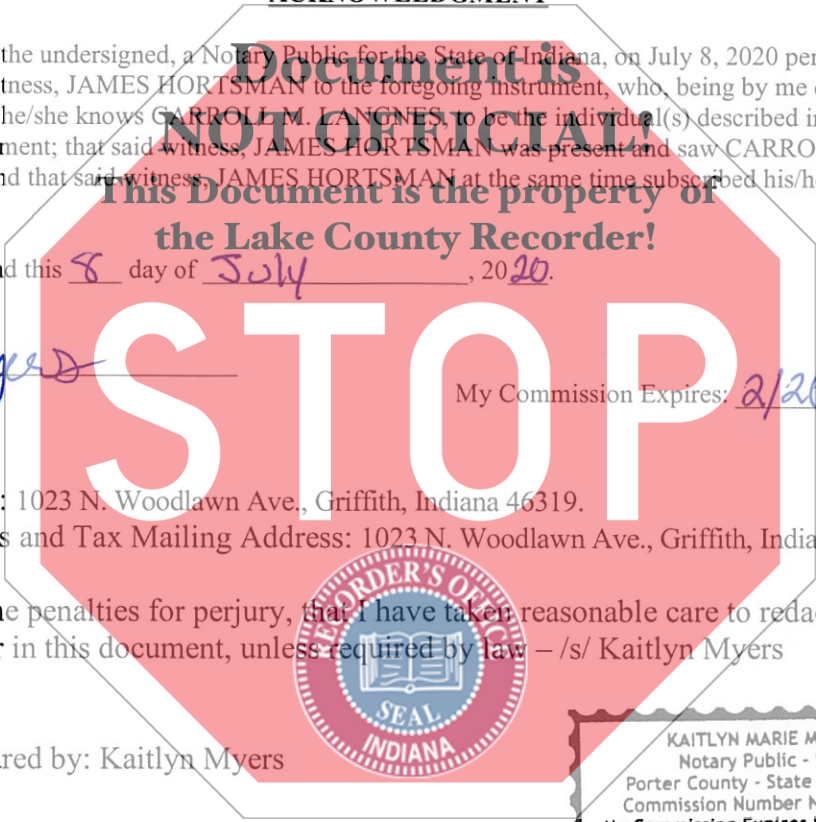 ACKNOWLEDGMENT
the undersigned, a Notary Public for the State of Indiana, on July 8, 2020 per
tness, JAMES HORTSMAN to the foregoing instrument, who, being by me
he/she knows CARROLL M. LANGNES, to be the individual(s) described in
ment; that said witness, JAMES HORTSMAN was present and saw CARRO
nd that said witness, JAMES HORTSMAN at the same time subscribed his/h
Document is
NOT OFFICIAL!
This Document is the property of
the Lake County Recorder!
d this 8 day of July, 2020.
STOP
My Commission Expires: 2/26
: 1023 N. Woodlawn Ave., Griffith, Indiana 46319.
s and Tax Mailing Address: 1023 N. Woodlawn Ave., Griffith, India
e penalties for perjury, that I have taken reasonable care to reda
r in this document, unless required by law – /s/ Kaitlyn Myers
RECORDER'S OFFIC
SEAL
INDIANA
red by: Kaitlyn Myers
KAITLYN MARIE M
Notary Public -
Porter County - State
Commission Number N
My Commission Expires